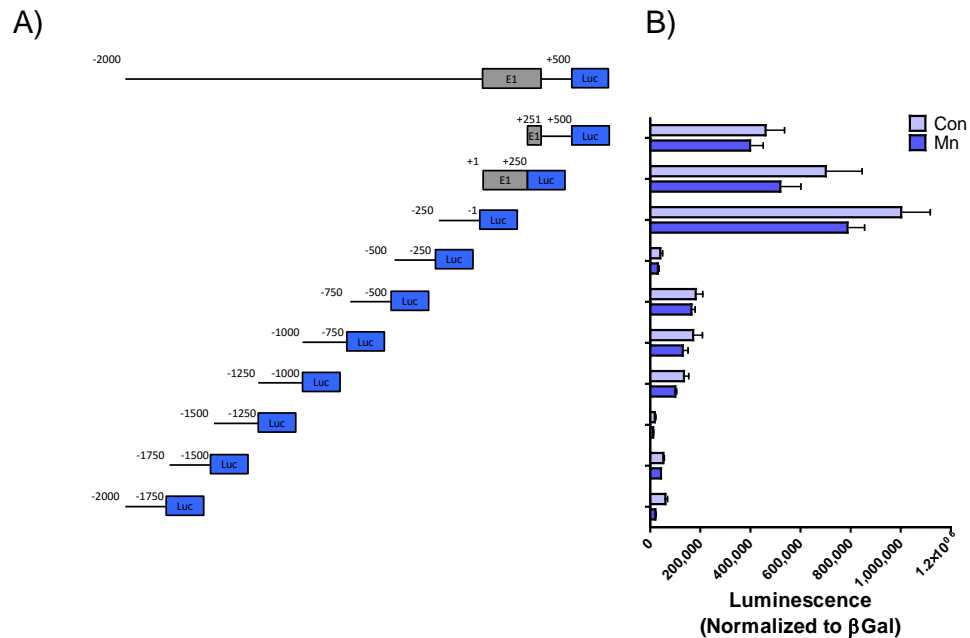 A)
B)
-2000
+500
E1
Luc
+251 +500
E1
Luc
+1 +250
E1
Luc
-250 -1
Luc
-500 -250
Luc
-750 -500
Luc
-1000 -750
Luc
-1250 -1000
Luc
-1500 -1250
Luc
-1750 -1500
Luc
-2000 -1750
Luc
Con
Mn
0
200,000
400,000
600,000
800,000
1,000,000
1.2×10⁰⁶
Luminescence
(Normalized to βGal)